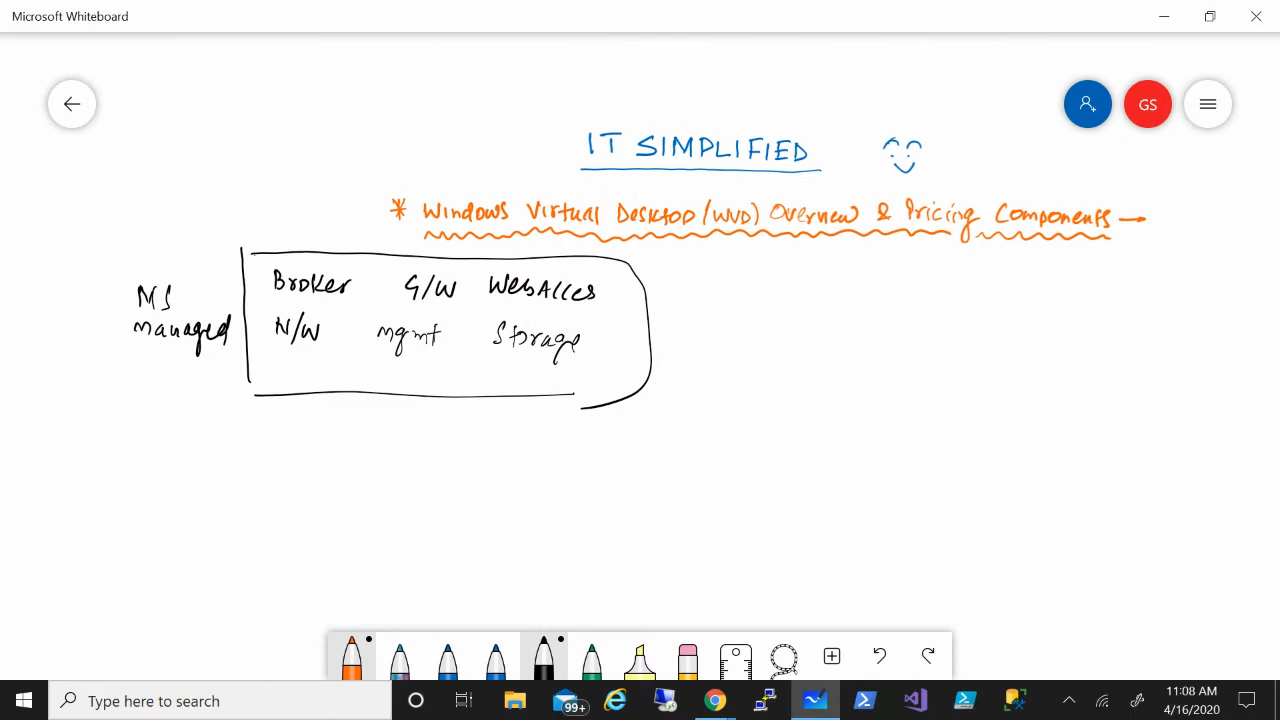 Microsoft Whiteboard
GS
IT SIMPLIFIED
* Windows Virtual Desktop (WVD) Overview & Pricing Components →
MS
managed
Broker G/W WebAcces
N/W mgmt Storage
Type here to search
99+
11:08 AM
4/16/2020